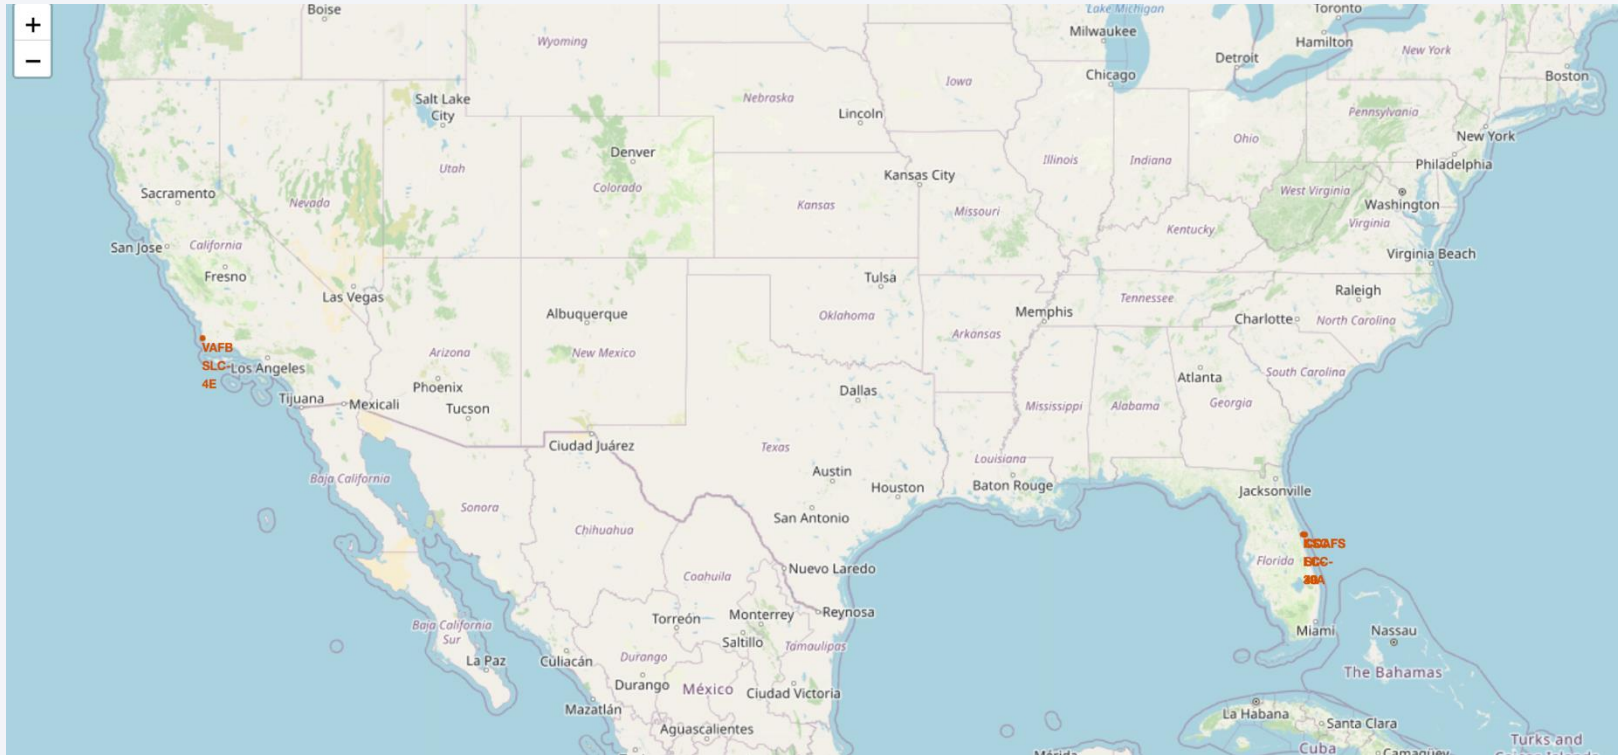 +
−
Boise
Lake Michigan
Toronto
Milwaukee
Wyoming
Hamilton
New York
Detroit
Chicago
Boston
Iowa
Salt Lake
City
Nebraska
Lincoln
Pennsylvania
New York
Ohio
Denver
Illinois
Indiana
Philadelphia
Utah
Kansas City
Colorado
Sacramento
Nevada
West Virginia
Kansas
Missouri
Washington
Virginia
Kentucky
San Jose
California
Virginia Beach
Fresno
Tulsa
Las Vegas
Raleigh
Tennessee
Albuquerque
Oklahoma
Memphis
Charlotte
North Carolina
Arkansas
VAFB
SLC-
4E
Los Angeles
Arizona
New Mexico
South Carolina
Atlanta
Phoenix
Dallas
Tijuana
Mexicali
Tucson
Mississippi
Alabama
Georgia
Ciudad Juárez
Texas
Louisiana
Austin
Baja California
Houston
Baton Rouge
Jacksonville
Sonora
San Antonio
Chihuahua
Florida
Nuevo Laredo
Coahuila
Reynosa
Monterrey
Torreón
Baja California
Sur
Saltillo
Tamaulipas
Miami
Nassau
La Paz
Culiacán
Durango
The Bahamas
Durango
México
Ciudad Victoria
Mazatlán
La Habana
Santa Clara
Aguascalientes
Turks and
Cuba
Camagüey
Mérida